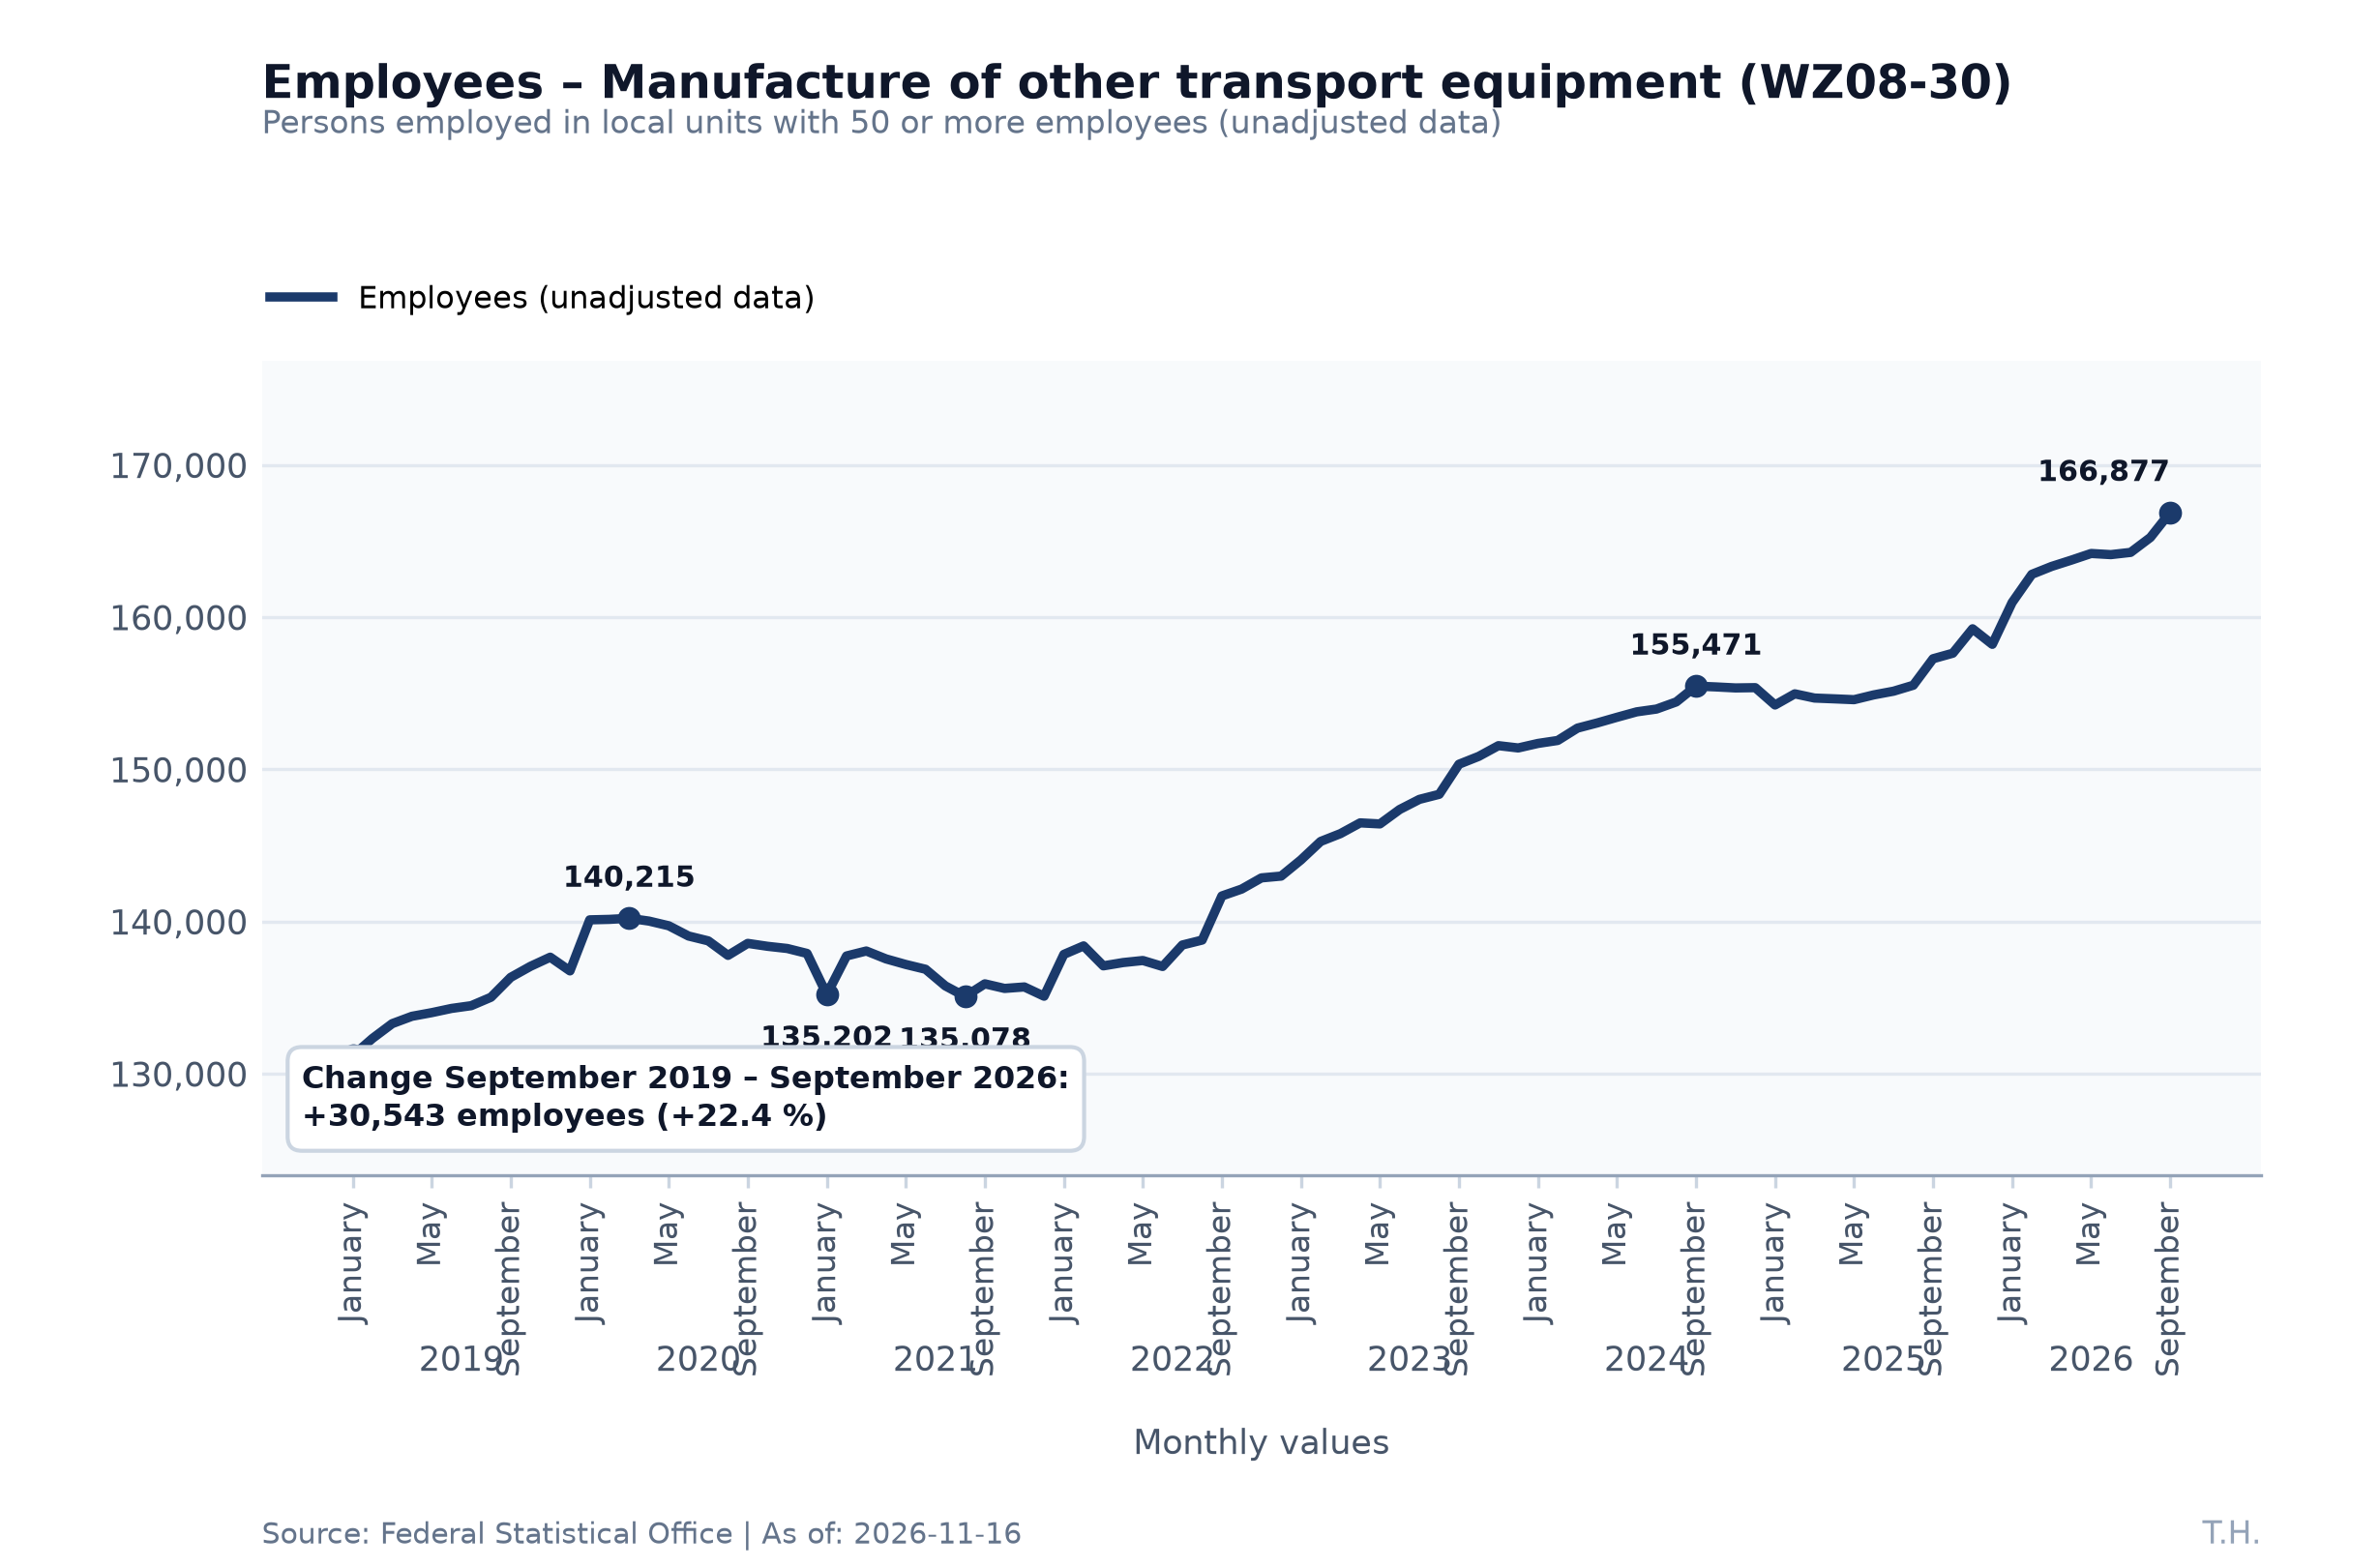 Employees – Manufacture of other transport equipment (WZ08-30)
Persons employed in local units with 50 or more employees (unadjusted data)
Employees (unadjusted data)
170,000
160,000
150,000
140,000
130,000
166,877
155,471
140,215
135,202
135,078
Change September 2019 – September 2026:
+30,543 employees (+22.4 %)
January
May
September
January
May
September
January
May
September
January
May
September
January
May
September
January
May
September
January
May
September
January
May
September
2019
2020
2021
2022
2023
2024
2025
2026
Monthly values
Source: Federal Statistical Office | As of: 2026-11-16
T.H.